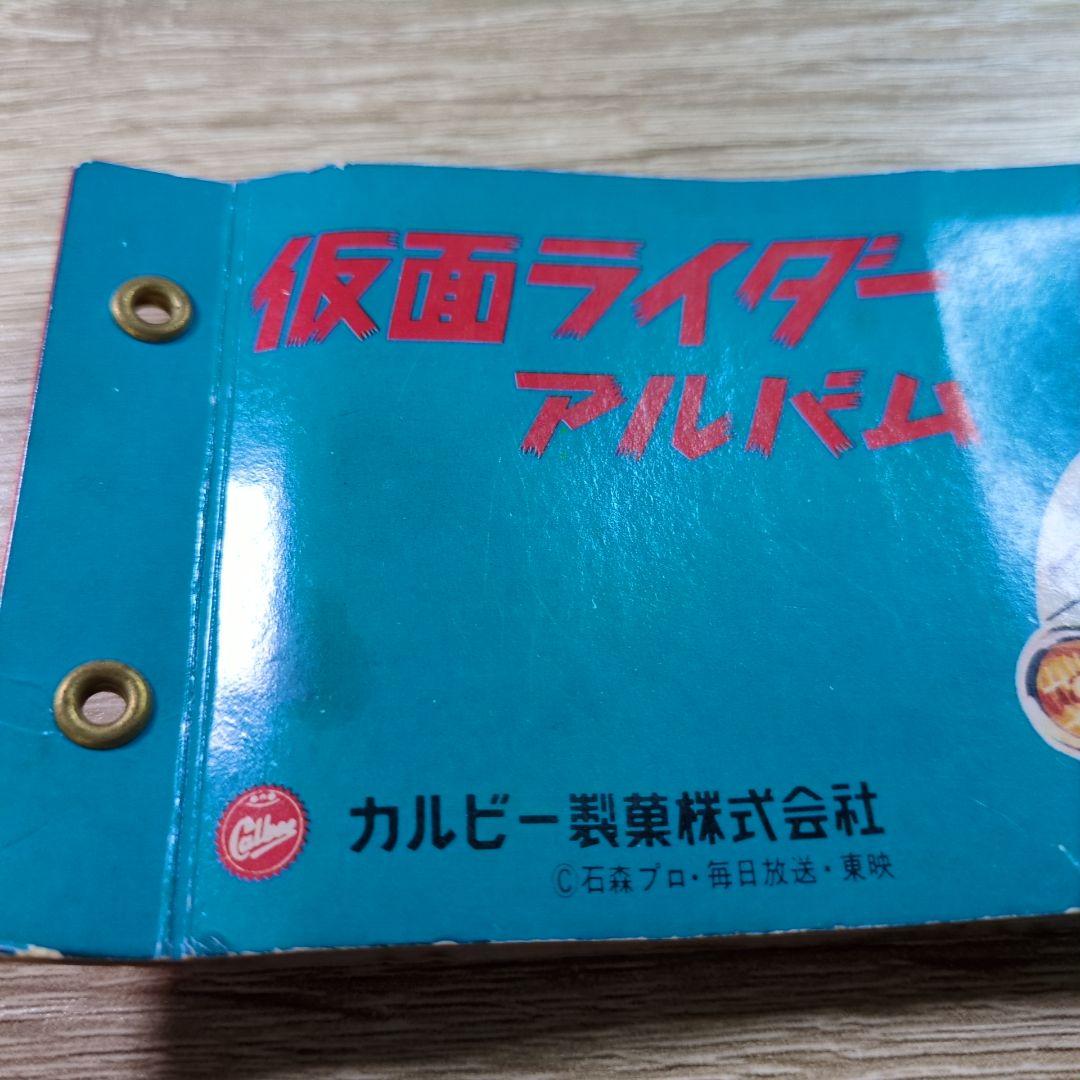 仮面ライダー
アルバム
Calbee
カルビー製菓株式会社
©石森プロ・毎日放送・東映